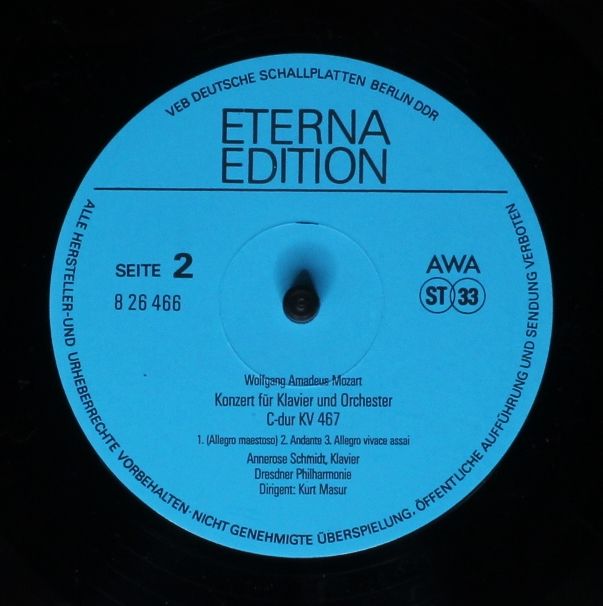 VEB DEUTSCHE SCHALLPLATTEN BERLIN DDR
ETERNA
EDITION
SEITE 2
8 26 466
AWA
ST 33
Wolfgang Amadeus Mozart
Konzert für Klavier und Orchester
C-dur KV 467
1. (Allegro maestoso) 2. Andante 3. Allegro vivace assai
Annerose Schmidt, Klavier
Dresdner Philharmonie
Dirigent: Kurt Masur
ALLE HERSTELLER-UND URHEBERRECHTE VORBEHALTEN·NICHT GENEHMIGTE ÜBERSPIELUNG, ÖFFENTLICHE AUFFÜHRUNG UND SENDUNG VERBOTEN